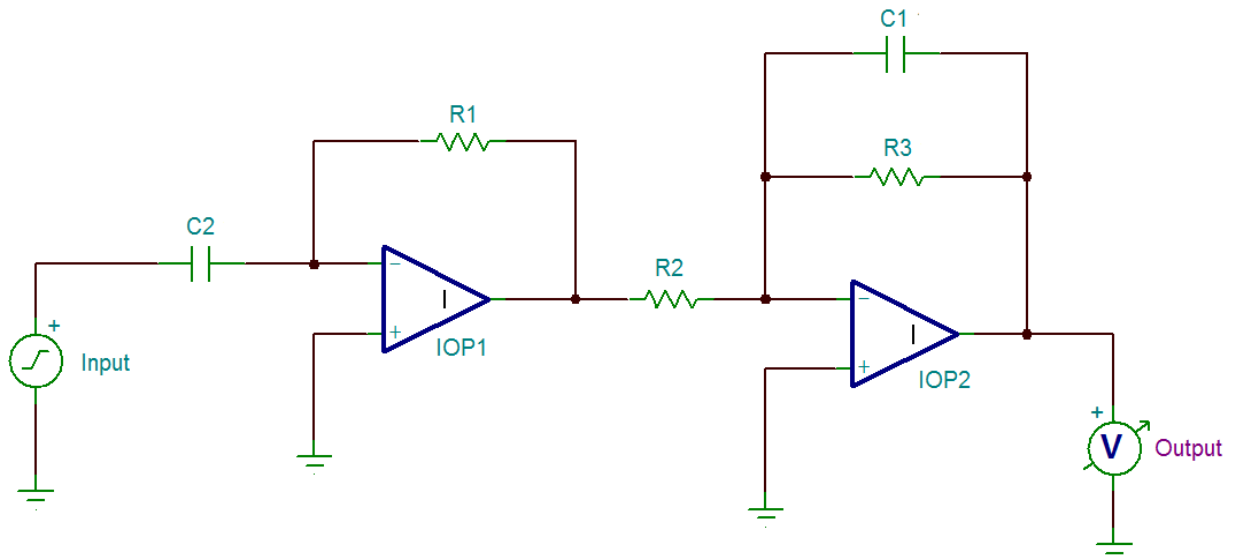 C1
R1
R3
C2
R2
−
+
IOP1
−
+
IOP2
+
Input
+
V
Output